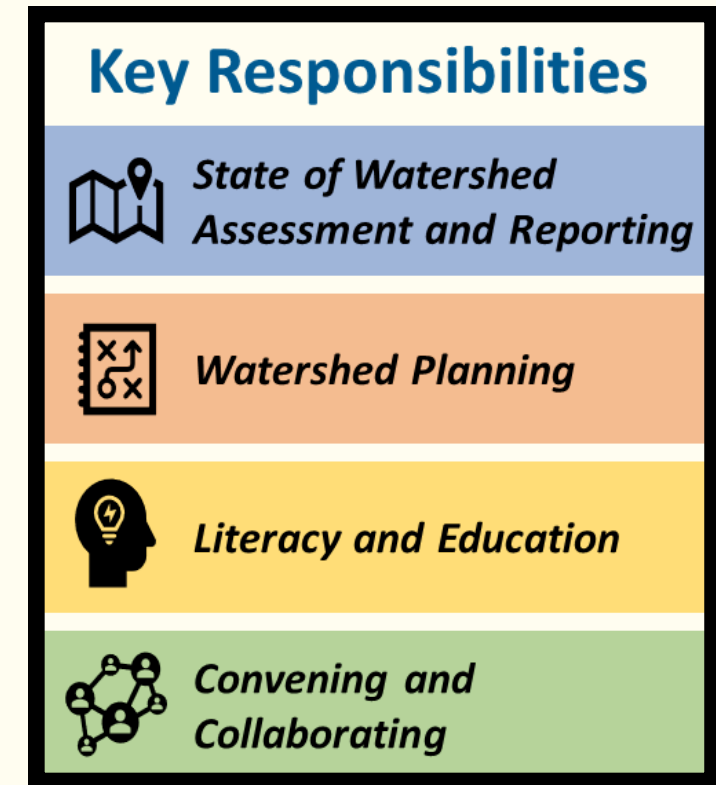 Key Responsibilities
State of Watershed
Assessment and Reporting
Watershed Planning
Literacy and Education
Convening and
Collaborating